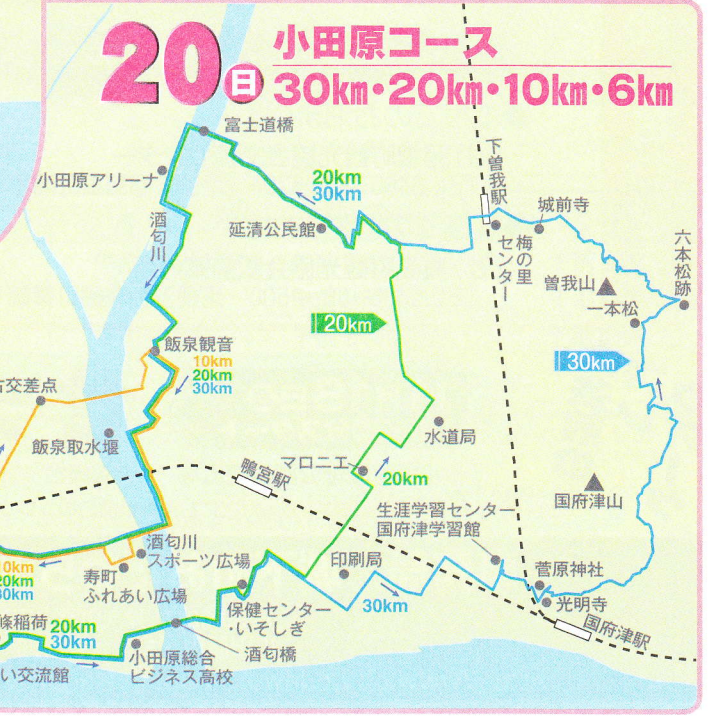 20日
小田原コース
30km・20km・10km・6km
富士道橋
小田原アリーナ
酒匂川
20km
30km
延清公民館
下曽我駅
梅の里
センター
城前寺
六本松跡
曽我山
一本松
20km
30km
飯泉観音
10km
20km
30km
交差点
飯泉取水堰
水道局
マロニエ
20km
鴨宮駅
国府津山
生涯学習センター
国府津学習館
酒匂川
スポーツ広場
寿町
ふれあい広場
10km
20km
30km
印刷局
菅原神社
光明寺
国府津駅
30km
保健センター
・いそしぎ
條稲荷
20km
30km
酒匂橋
小田原総合
ビジネス高校
い交流館